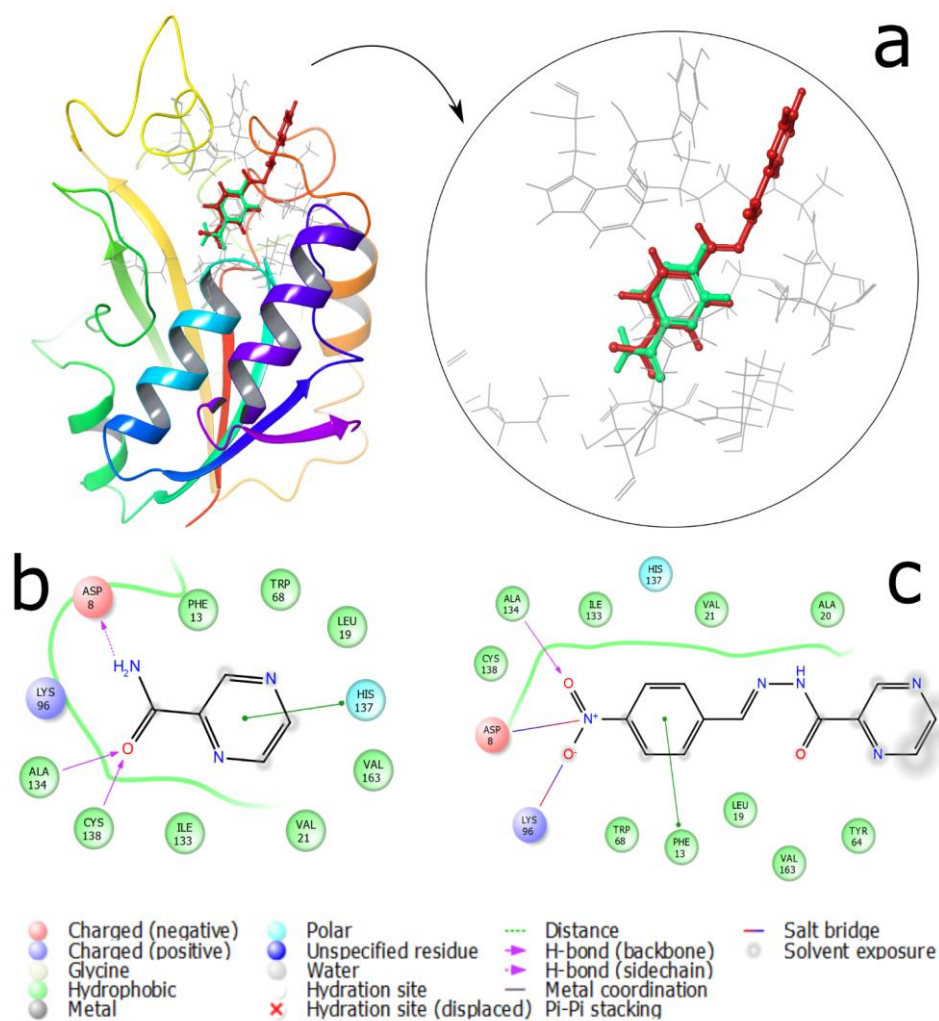 a
b
ASP
8
PHE
13
TRP
68
LEU
19
H₂N
N
LYS
96
HIS
137
O
N
ALA
134
VAL
163
CYS
138
ILE
133
VAL
21
c
HIS
137
ALA
134
ILE
133
VAL
21
ALA
20
CYS
138
O
H
N
N
N
ASP
8
N⁺
O⁻
O
N
LYS
96
LEU
19
TRP
68
PHE
13
TYR
64
VAL
163
Charged (negative)
Charged (positive)
Glycine
Hydrophobic
Metal
Polar
Unspecified residue
Water
Hydration site
Hydration site (displaced)
Distance
H-bond (backbone)
H-bond (sidechain)
Metal coordination
Pi-Pi stacking
Salt bridge
Solvent exposure